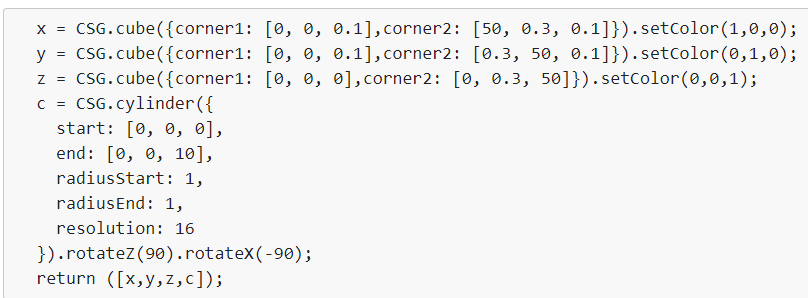 x = CSG.cube({corner1: [0, 0, 0.1],corner2: [50, 0.3, 0.1]}).setColor(1,0,0);
y = CSG.cube({corner1: [0, 0, 0.1],corner2: [0.3, 50, 0.1]}).setColor(0,1,0);
z = CSG.cube({corner1: [0, 0, 0],corner2: [0, 0.3, 50]}).setColor(0,0,1);
c = CSG.cylinder({
  start: [0, 0, 0],
  end: [0, 0, 10],
  radiusStart: 1,
  radiusEnd: 1,
  resolution: 16
}).rotateZ(90).rotateX(-90);
return ([x,y,z,c]);